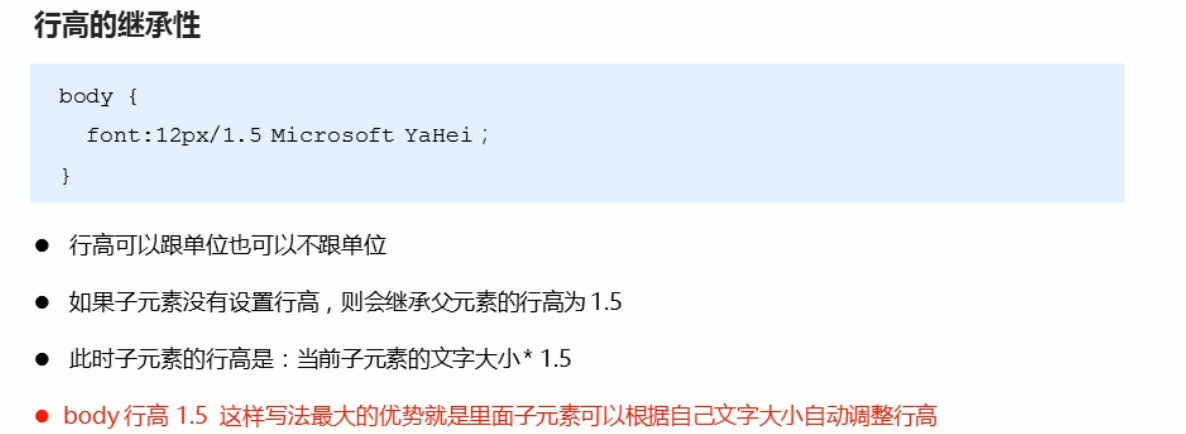 行高的继承性
body {
font:12px/1.5 Microsoft YaHei；
}
● 行高可以跟单位也可以不跟单位
● 如果子元素没有设置行高，则会继承父元素的行高为 1.5
● 此时子元素的行高是：当前子元素的文字大小 * 1.5
● body 行高 1.5 这样写法最大的优势就是里面子元素可以根据自己文字大小自动调整行高